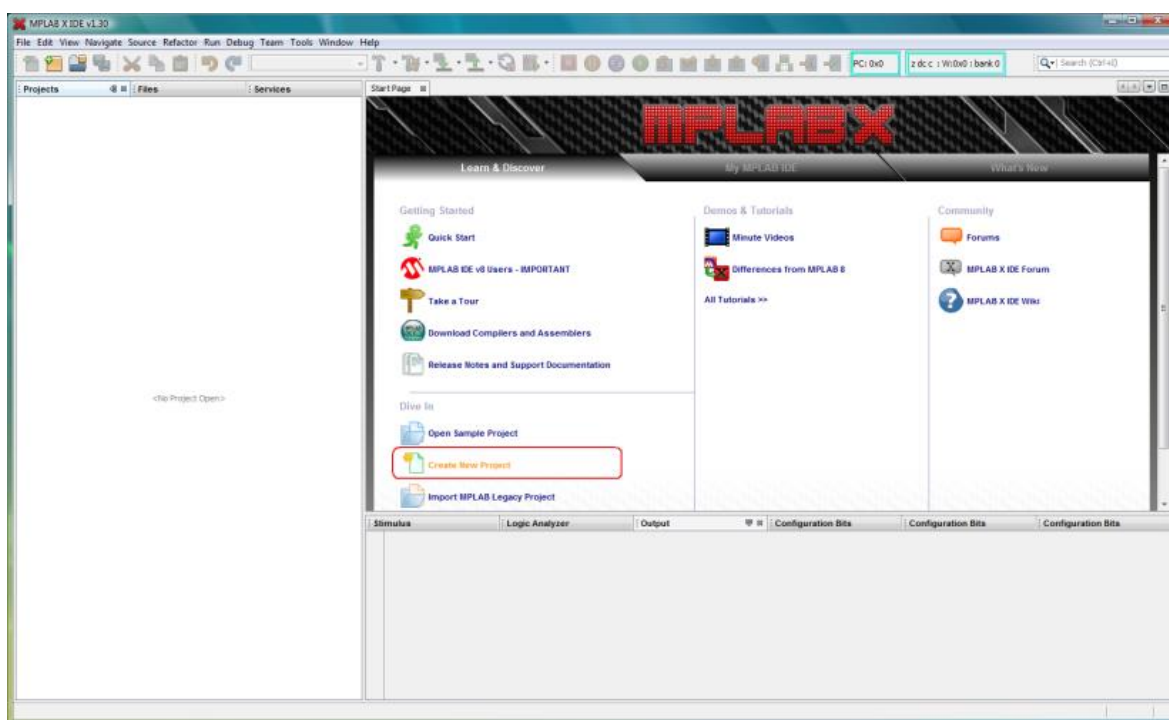 MPLAB X IDE v1.30
File Edit View Navigate Source Refactor Run Debug Team Tools Window Help
PC: 0x0
z dc c : W:0x0 : bank 0
Search (Ctrl+I)
Projects
Files
Services
Start Page
MPLABX
Learn & Discover
My MPLAB IDE
What's New
Getting Started
Quick Start
MPLAB IDE v8 Users - IMPORTANT
Take a Tour
Download Compilers and Assemblers
Release Notes and Support Documentation
Demos & Tutorials
Minute Videos
Differences from MPLAB 8
All Tutorials >>
Community
Forums
MPLAB X IDE Forum
MPLAB X IDE Wiki
<No Project Open>
Dive In
Open Sample Project
Create New Project
Import MPLAB Legacy Project
Stimulus
Logic Analyzer
Output
Configuration Bits
Configuration Bits
Configuration Bits